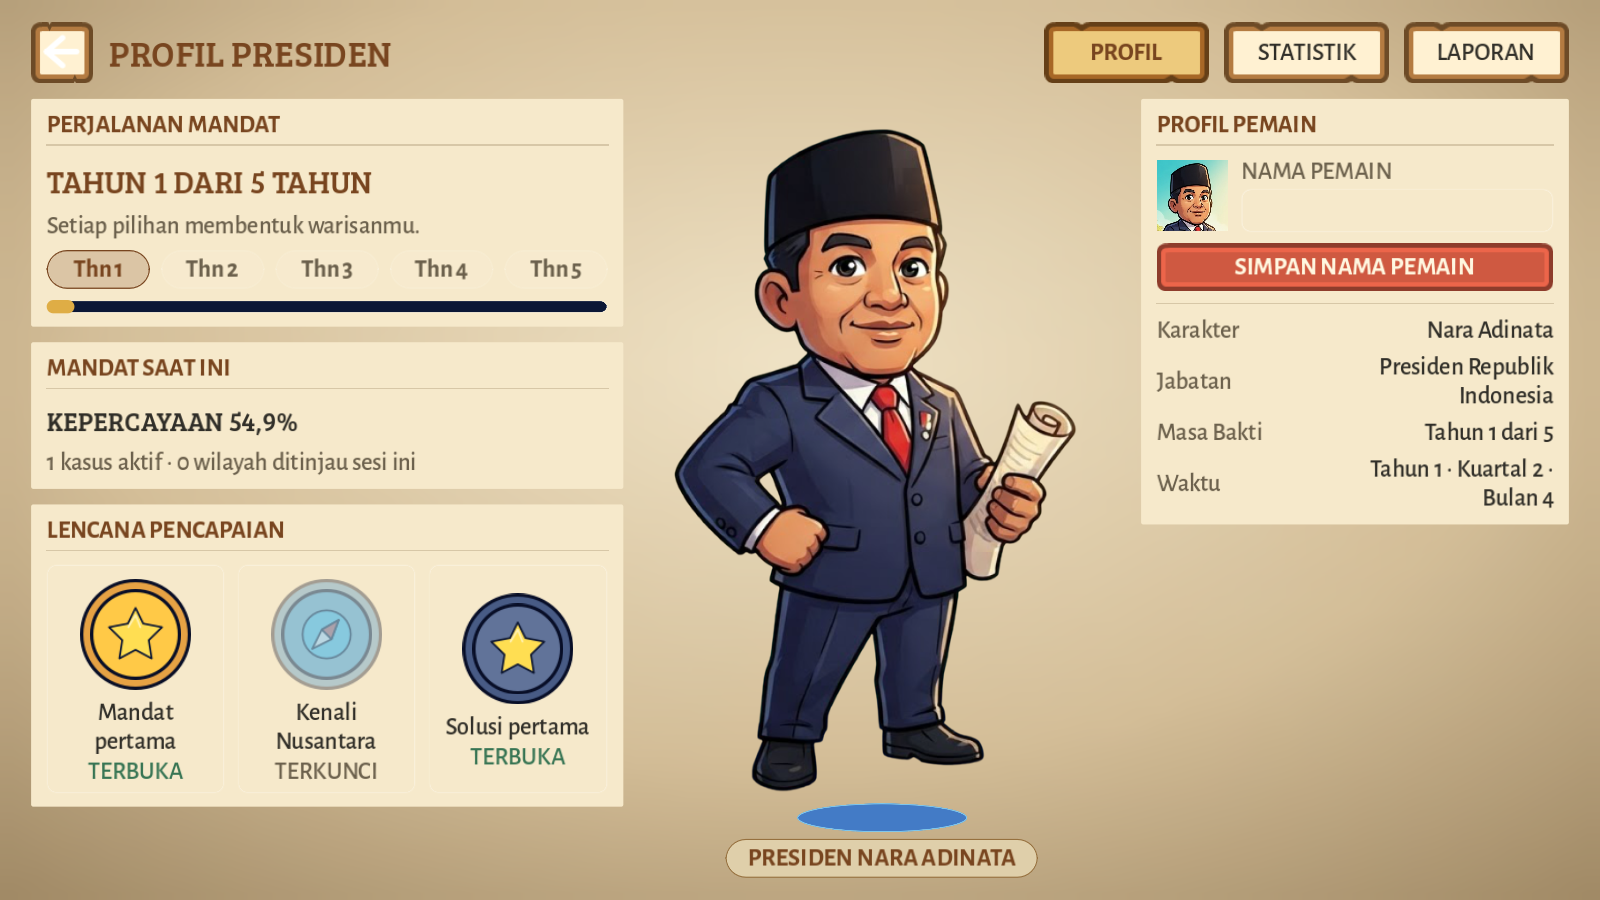 PROFIL PRESIDEN
PROFIL
STATISTIK
LAPORAN
PERJALANAN MANDAT
TAHUN 1 DARI 5 TAHUN
Setiap pilihan membentuk warisanmu.
Thn 1
Thn 2
Thn 3
Thn 4
Thn 5
MANDAT SAAT INI
KEPERCAYAAN 54,9%
1 kasus aktif · 0 wilayah ditinjau sesi ini
LENCANA PENCAPAIAN
Mandat
pertama
TERBUKA
Kenali
Nusantara
TERKUNCI
Solusi pertama
TERBUKA
PRESIDEN NARA ADINATA
PROFIL PEMAIN
NAMA PEMAIN
SIMPAN NAMA PEMAIN
Karakter
Nara Adinata
Jabatan
Presiden Republik
Indonesia
Masa Bakti
Tahun 1 dari 5
Waktu
Tahun 1 · Kuartal 2 ·
Bulan 4